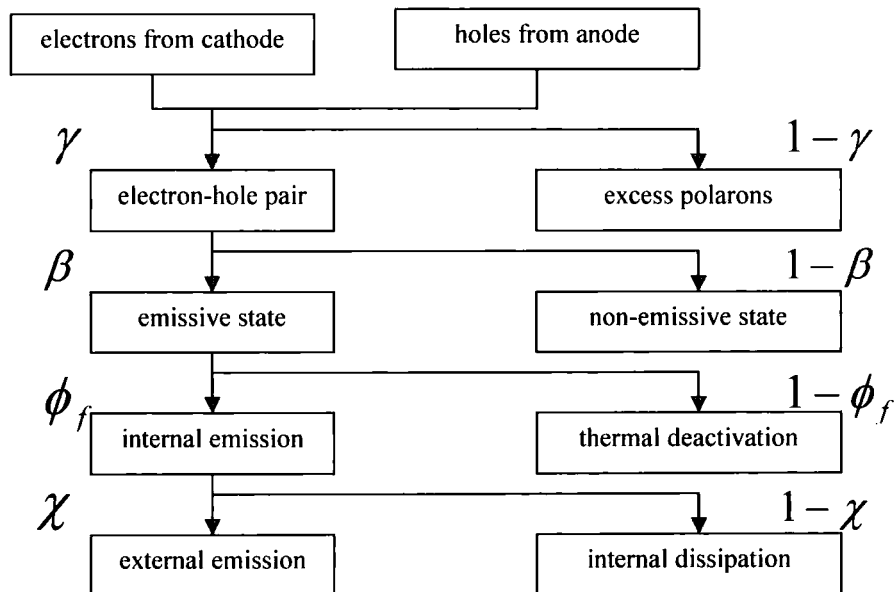 electrons from cathode
holes from anode
γ
1 − γ
electron-hole pair
excess polarons
β
1 − β
emissive state
non-emissive state
ϕf
1 − ϕf
internal emission
thermal deactivation
χ
1 − χ
external emission
internal dissipation